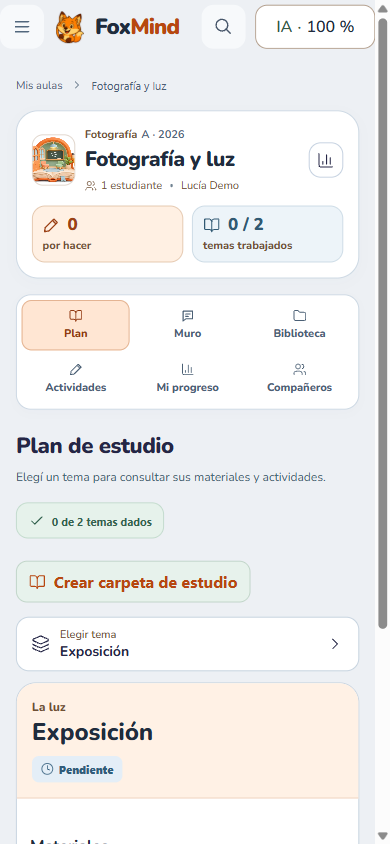 FoxMind
IA · 100 %
Mis aulas
Fotografía y luz
Fotografía A · 2026
Fotografía y luz
1 estudiante • Lucía Demo
0
por hacer
0 / 2
temas trabajados
Plan
Muro
Biblioteca
Actividades
Mi progreso
Compañeros
Plan de estudio
Elegí un tema para consultar sus materiales y actividades.
0 de 2 temas dados
Crear carpeta de estudio
Elegir tema
Exposición
La luz
Exposición
Pendiente